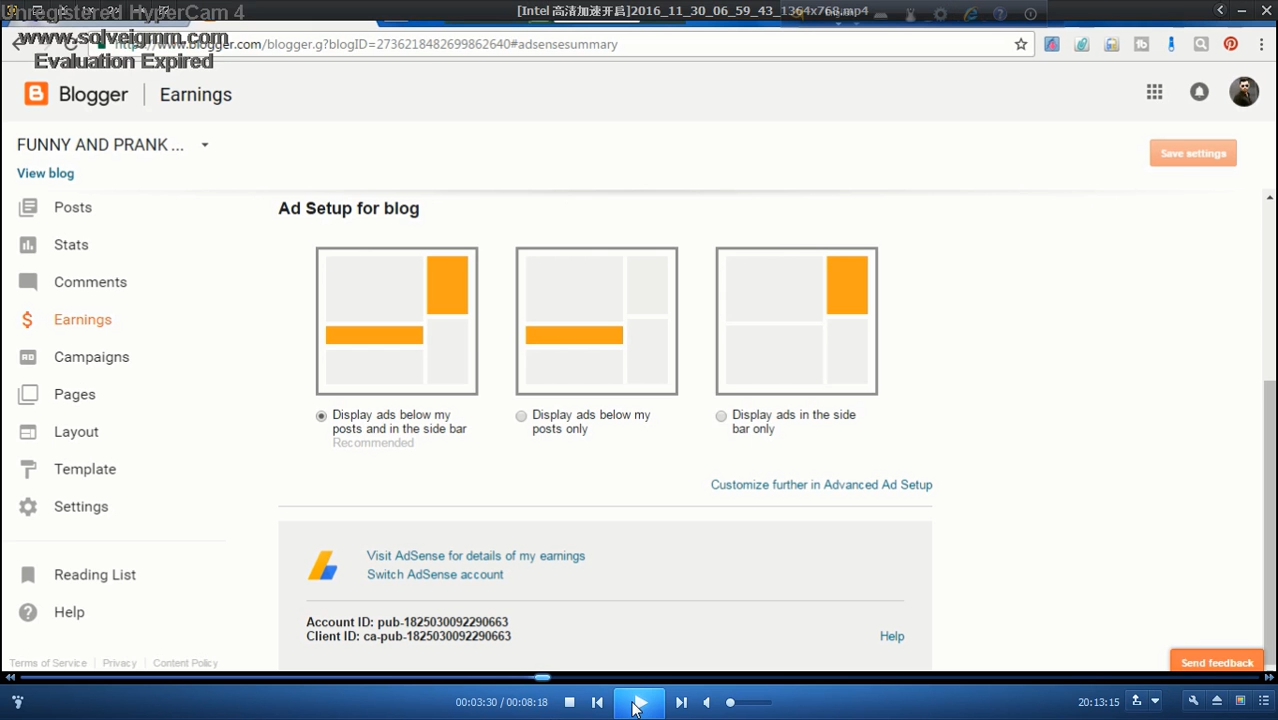 Unregistered HyperCam 4
[Intel 高清加速开启]2016_11_30_06_59_43_1364x768.mp4
www.solveigmm.com
Evaluation Expired
https://www.blogger.com/blogger.g?blogID=2736218482699862640#adsensesummary
Blogger
Earnings
FUNNY AND PRANK ...
Save settings
View blog
Posts
Stats
Comments
Earnings
Campaigns
Pages
Layout
Template
Settings
Reading List
Help
Terms of Service
Privacy
Content Policy
Ad Setup for blog
Display ads below my
posts and in the side bar
Recommended
Display ads below my
posts only
Display ads in the side
bar only
Customize further in Advanced Ad Setup
Visit AdSense for details of my earnings
Switch AdSense account
Account ID: pub-1825030092290663
Client ID: ca-pub-1825030092290663
Help
Send feedback
00:03:30 / 00:08:18
20:13:15